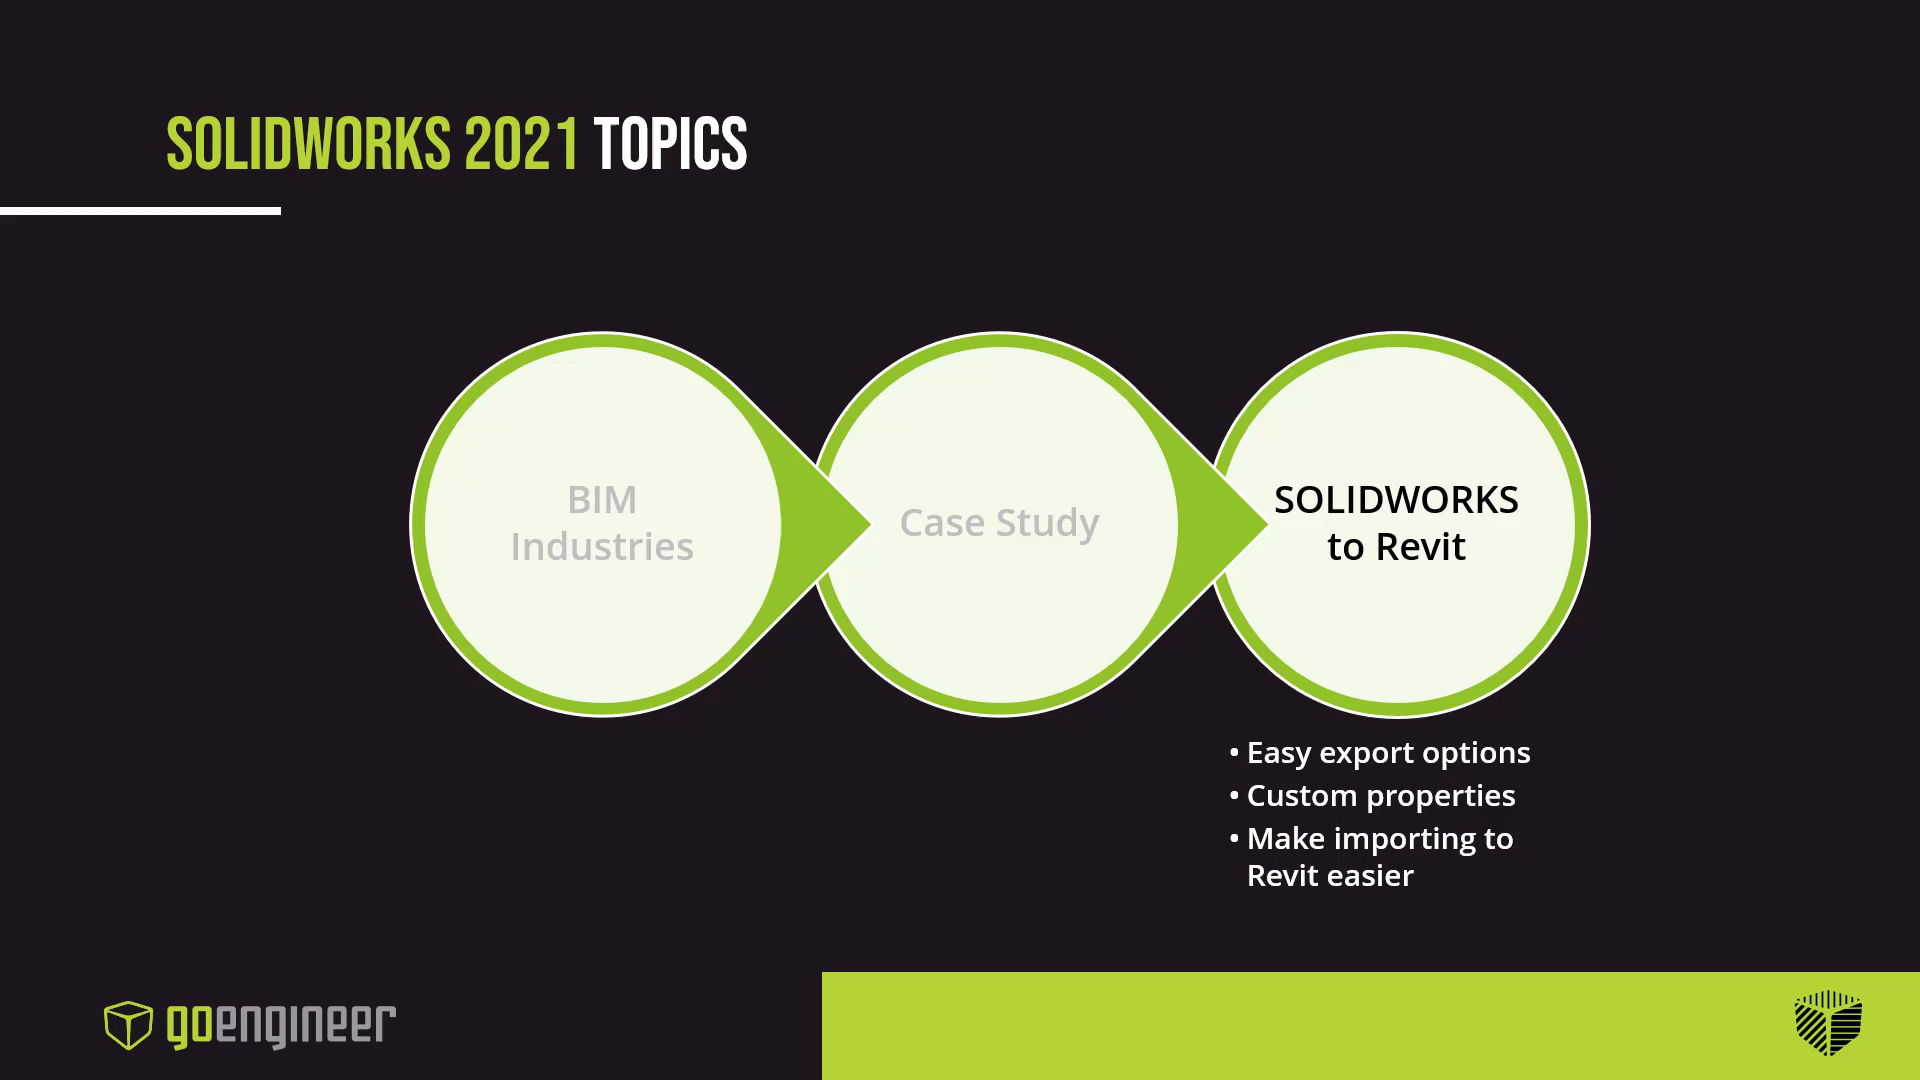 SOLIDWORKS 2021 TOPICS
BIM
Industries
Case Study
SOLIDWORKS
to Revit
• Easy export options
• Custom properties
• Make importing to
Revit easier
goengineer